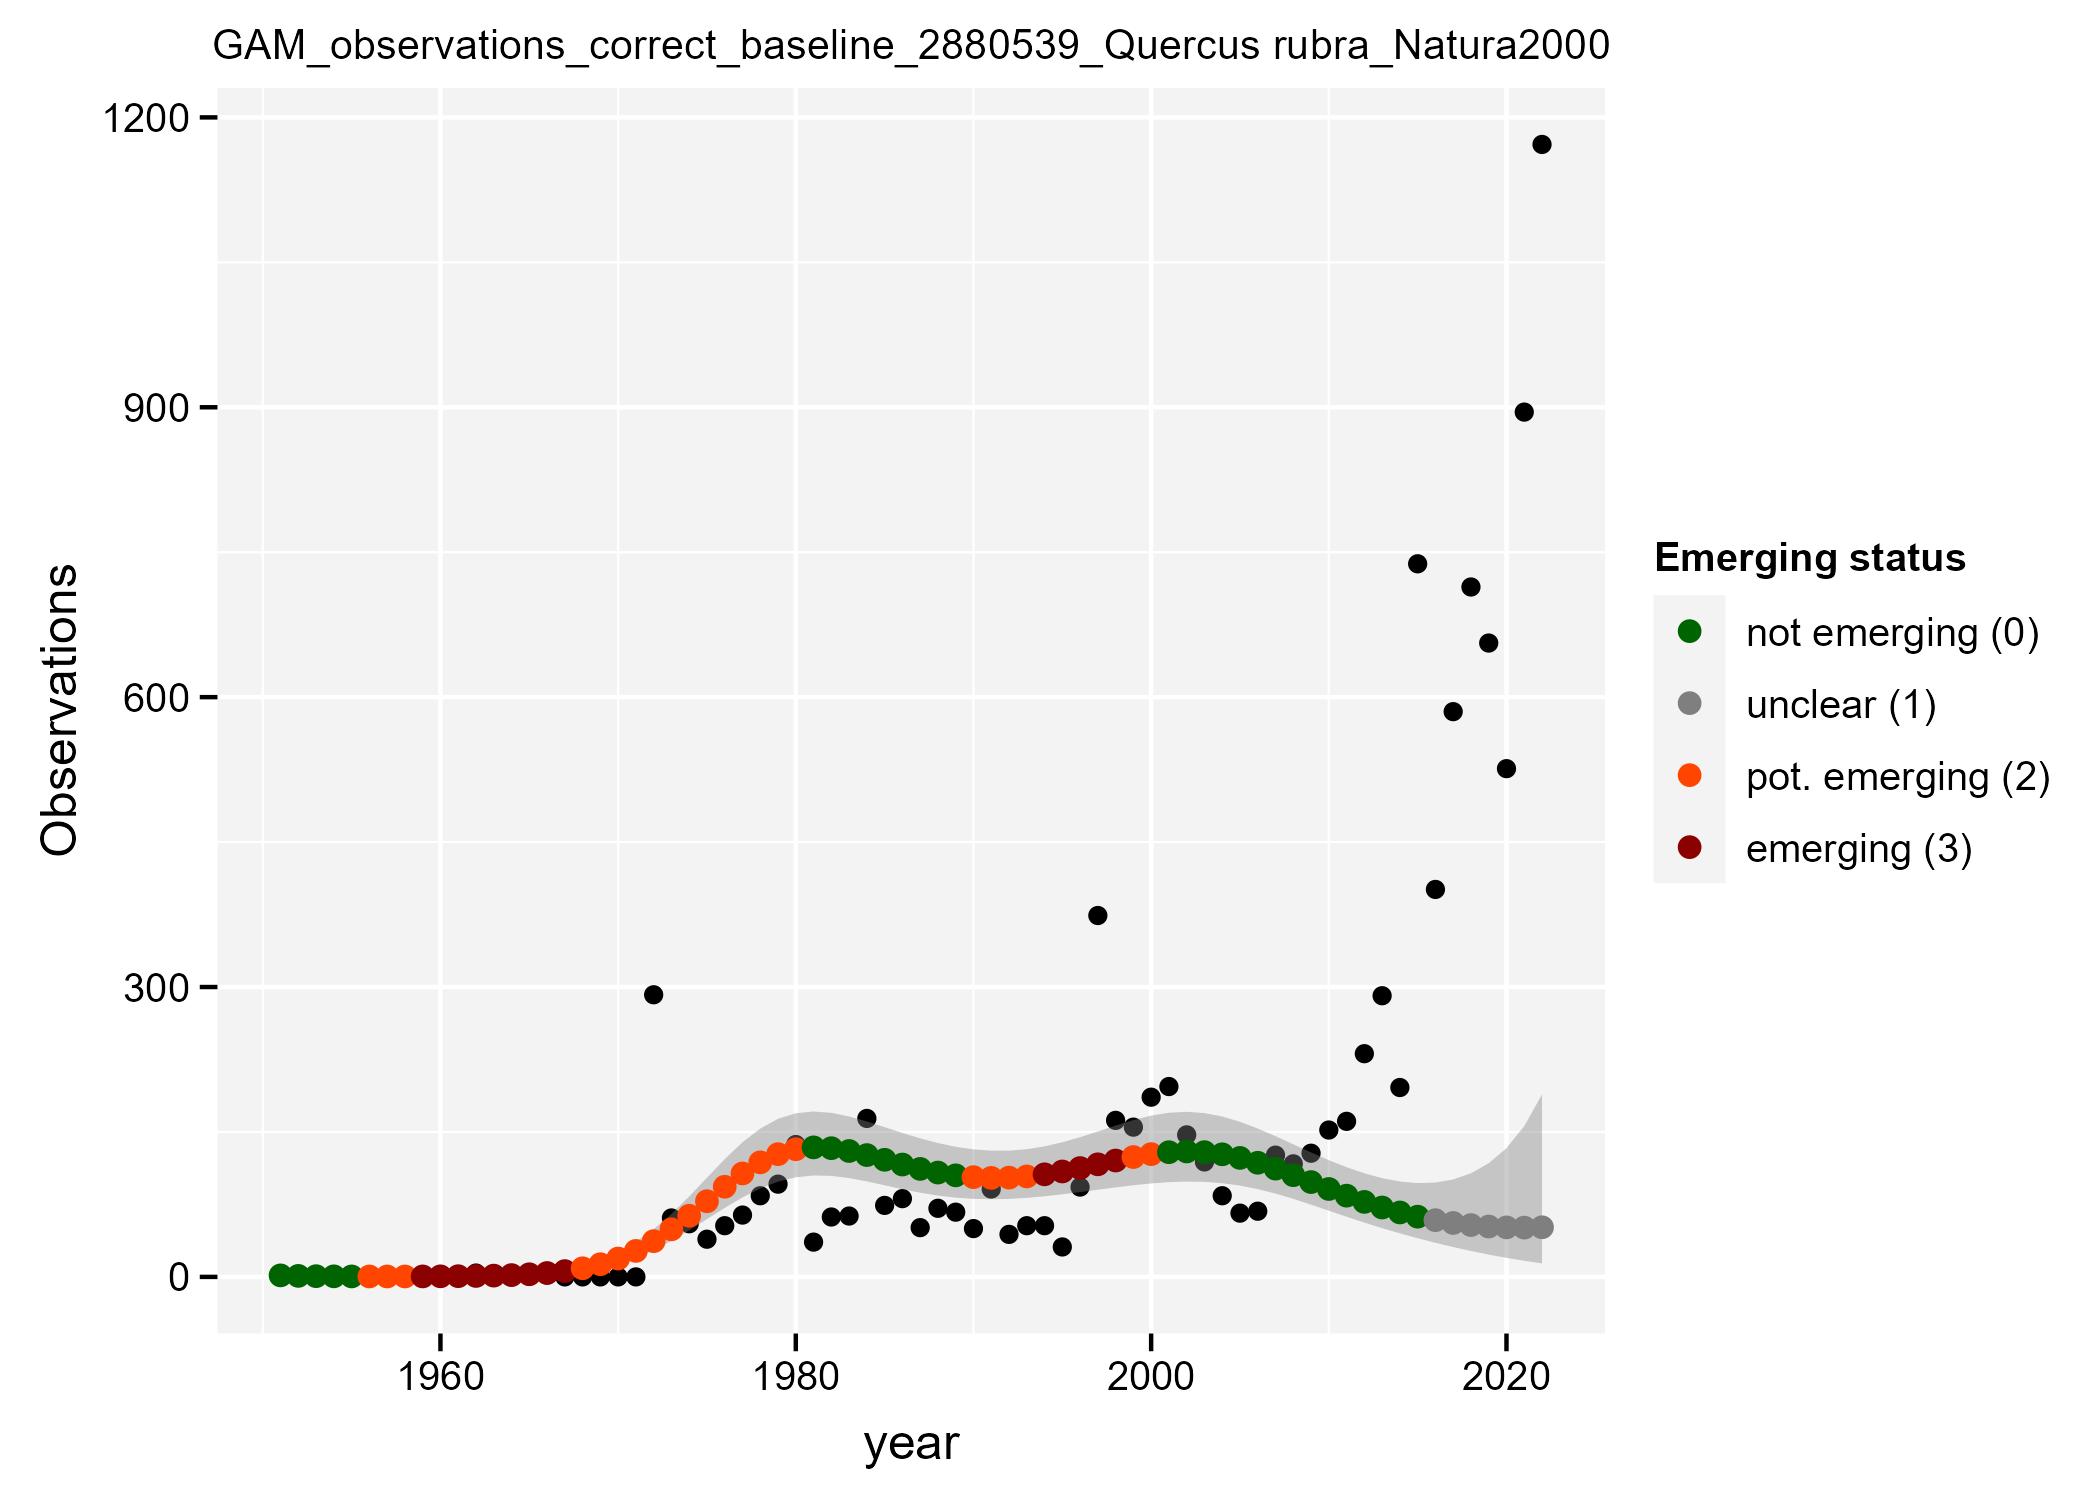 GAM_observations_correct_baseline_2880539_Quercus rubra_Natura2000
Observations
1200
900
600
300
0
1960 1980 2000 2020
year
Emerging status
not emerging (0)
unclear (1)
pot. emerging (2)
emerging (3)